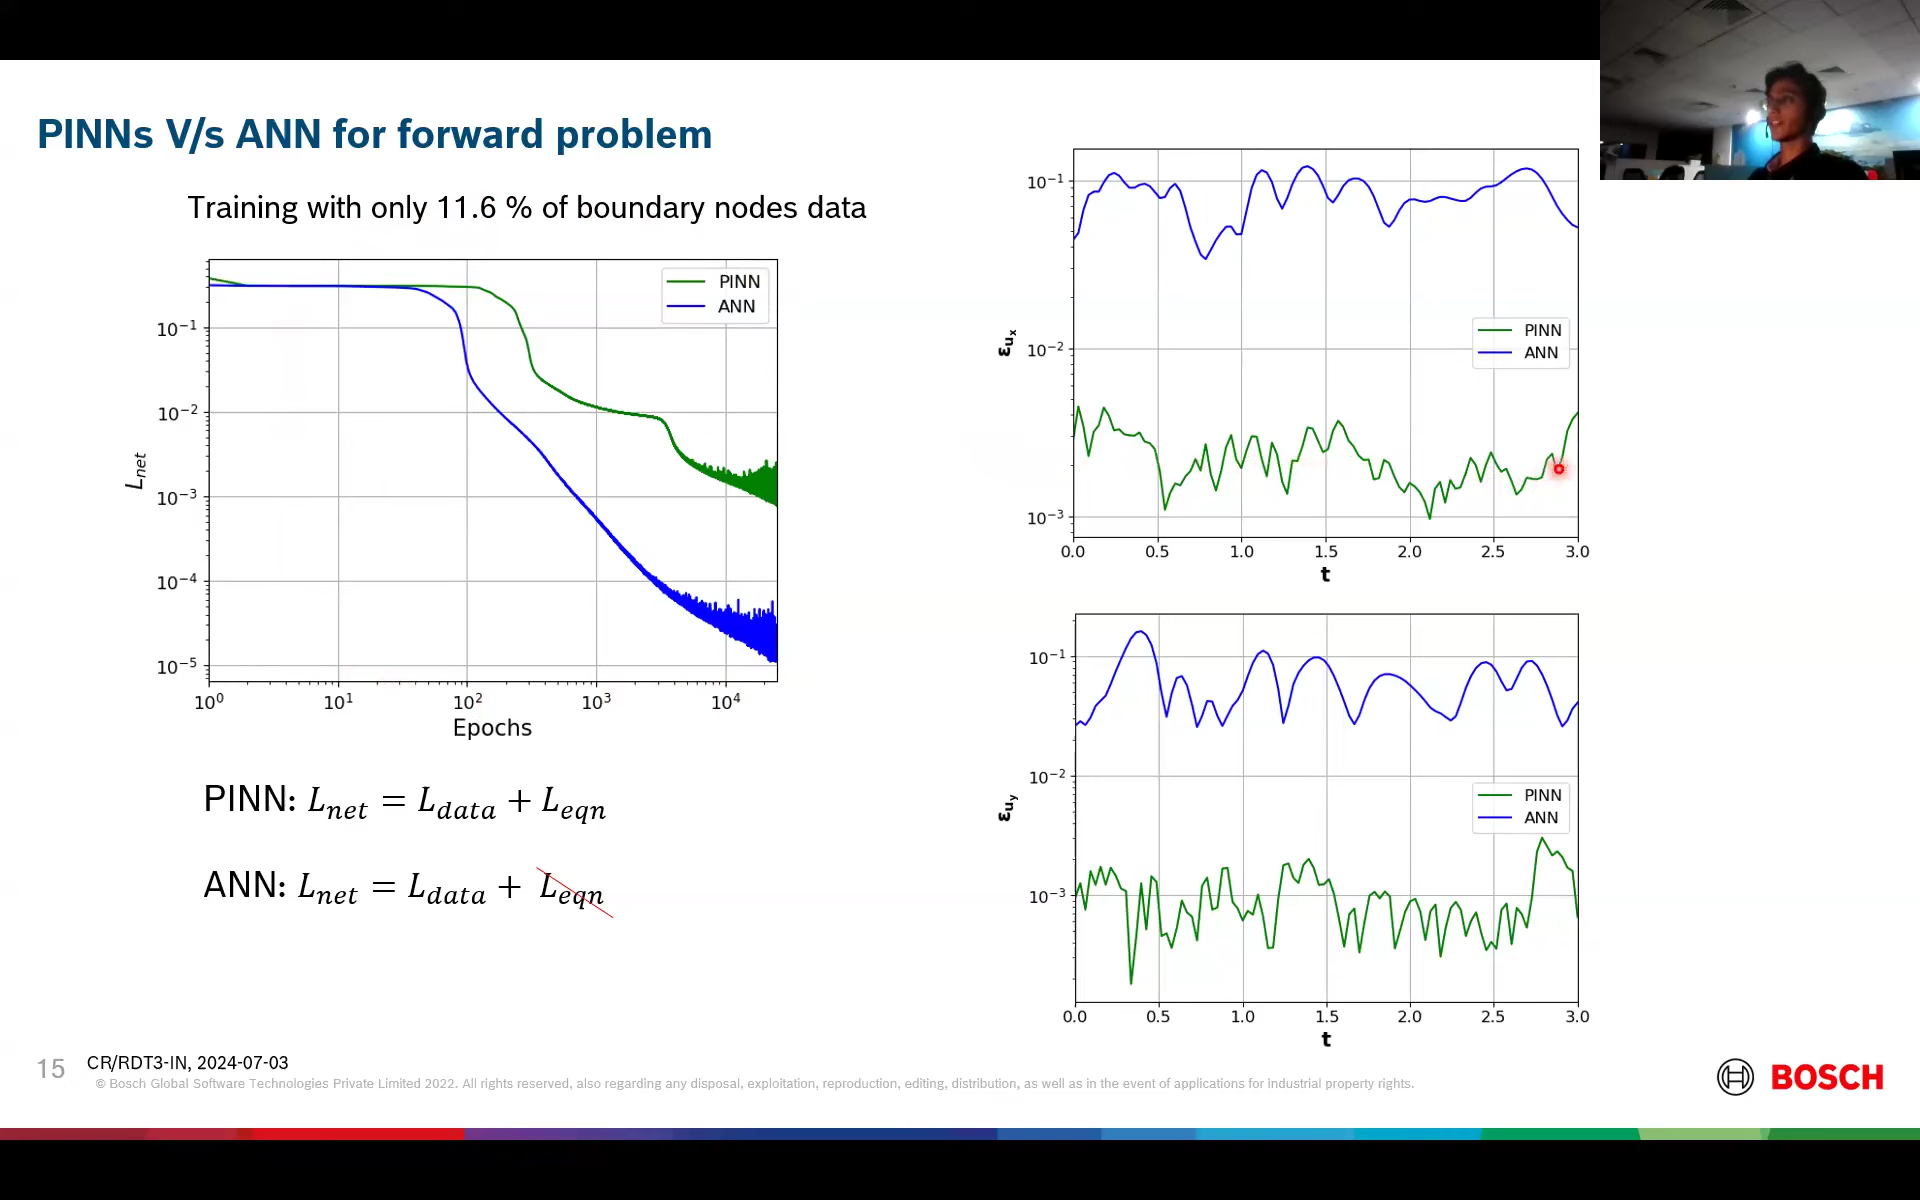 PINNs V/s ANN for forward problem
Training with only 11.6 % of boundary nodes data
PINN
ANN
10⁻¹
10⁻²
10⁻³
10⁻⁴
10⁻⁵
L_net
10⁰ 10¹ 10² 10³ 10⁴
Epochs
PINN: L_net = L_data + L_eqn
ANN: L_net = L_data + L_eqn
10⁻¹
10⁻²
10⁻³
ε_uₓ
PINN
ANN
0.0 0.5 1.0 1.5 2.0 2.5 3.0
t
10⁻¹
10⁻²
10⁻³
ε_u_y
PINN
ANN
0.0 0.5 1.0 1.5 2.0 2.5 3.0
t
15
CR/RDT3-IN, 2024-07-03
© Bosch Global Software Technologies Private Limited 2022. All rights reserved, also regarding any disposal, exploitation, reproduction, editing, distribution, as well as in the event of applications for industrial property rights.
BOSCH